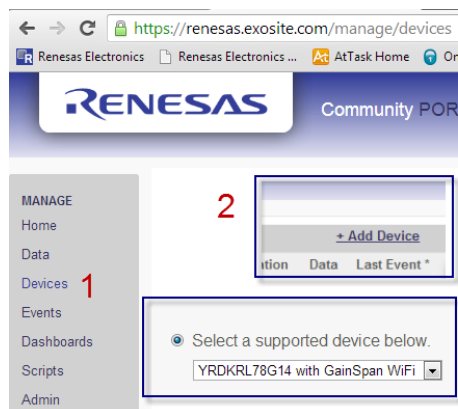 https://renesas.exosite.com/manage/devices
Renesas Electronics Renesas Electronics ... AtTask Home
RENESAS
Community POR
MANAGE
Home
Data
Devices 1
Events
Dashboards
Scripts
Admin
2
+ Add Device
Data Last Event *
Select a supported device below.
YRDKRL78G14 with GainSpan WiFi